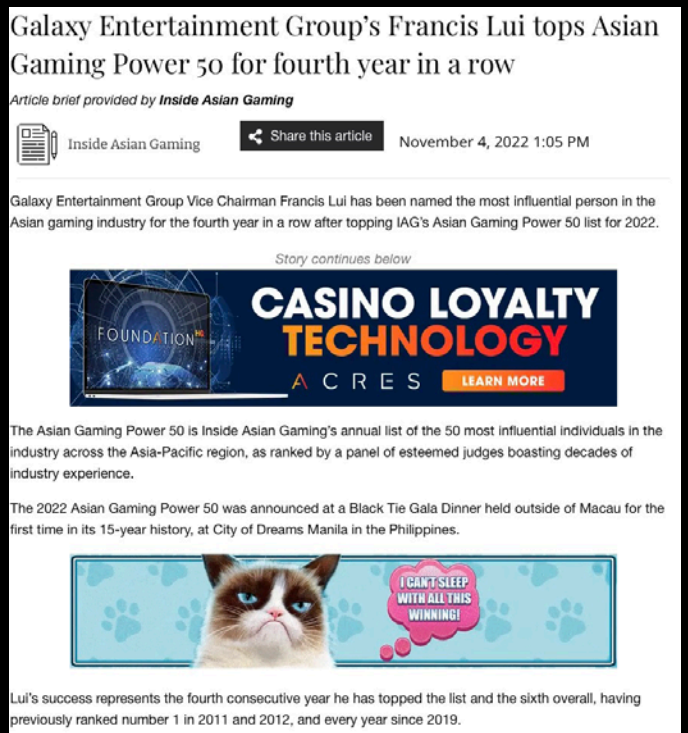 Galaxy Entertainment Group's Francis Lui tops Asian
Gaming Power 50 for fourth year in a row
Article brief provided by Inside Asian Gaming
Inside Asian Gaming
Share this article
November 4, 2022 1:05 PM
Galaxy Entertainment Group Vice Chairman Francis Lui has been named the most influential person in the
Asian gaming industry for the fourth year in a row after topping IAG's Asian Gaming Power 50 list for 2022.
Story continues below
FOUNDATION HG
CASINO LOYALTY
TECHNOLOGY
ACRES
LEARN MORE
The Asian Gaming Power 50 is Inside Asian Gaming's annual list of the 50 most influential individuals in the
industry across the Asia-Pacific region, as ranked by a panel of esteemed judges boasting decades of
industry experience.
The 2022 Asian Gaming Power 50 was announced at a Black Tie Gala Dinner held outside of Macau for the
first time in its 15-year history, at City of Dreams Manila in the Philippines.
I CAN'T SLEEP
WITH ALL THIS
WINNING!
Lui's success represents the fourth consecutive year he has topped the list and the sixth overall, having
previously ranked number 1 in 2011 and 2012, and every year since 2019.